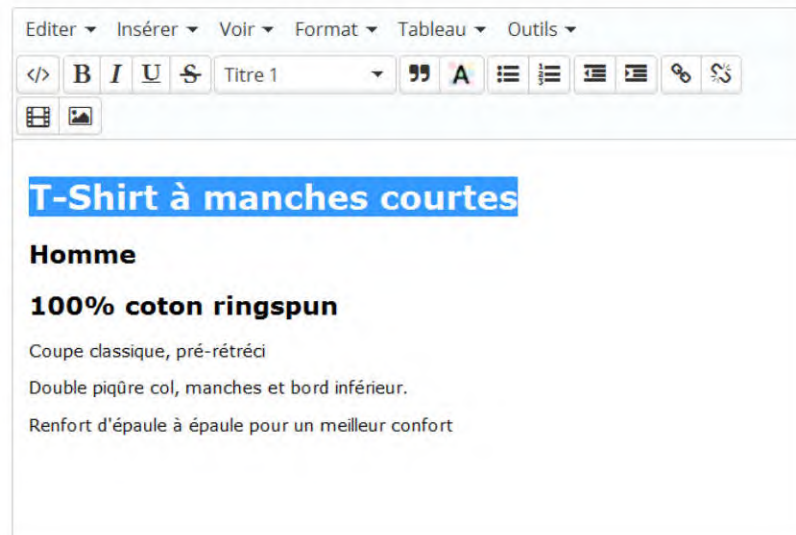 Editer Insérer Voir Format Tableau Outils
</> B I U S Titre 1 A
T-Shirt à manches courtes
Homme
100% coton ringspun
Coupe classique, pré-rétréci
Double piqûre col, manches et bord inférieur.
Renfort d'épaule à épaule pour un meilleur confort